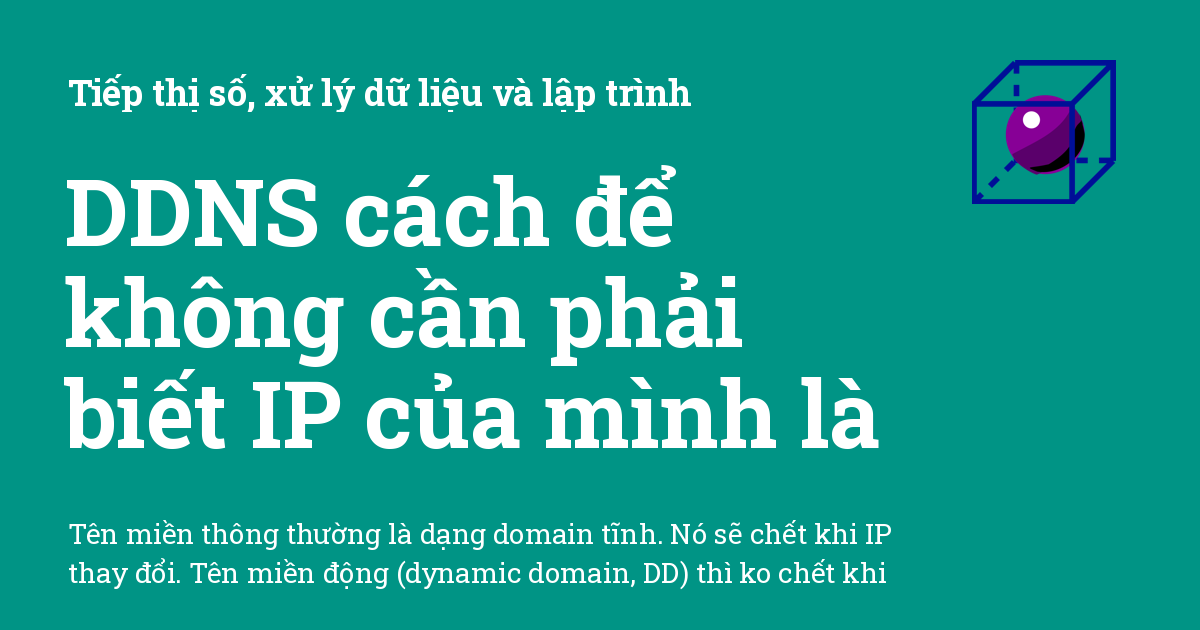 Tiếp thị số, xử lý dữ liệu và lập trình
DDNS cách để
không cần phải
biết IP của mình là
Tên miền thông thường là dạng domain tĩnh. Nó sẽ chết khi IP
thay đổi. Tên miền động (dynamic domain, DD) thì ko chết khi